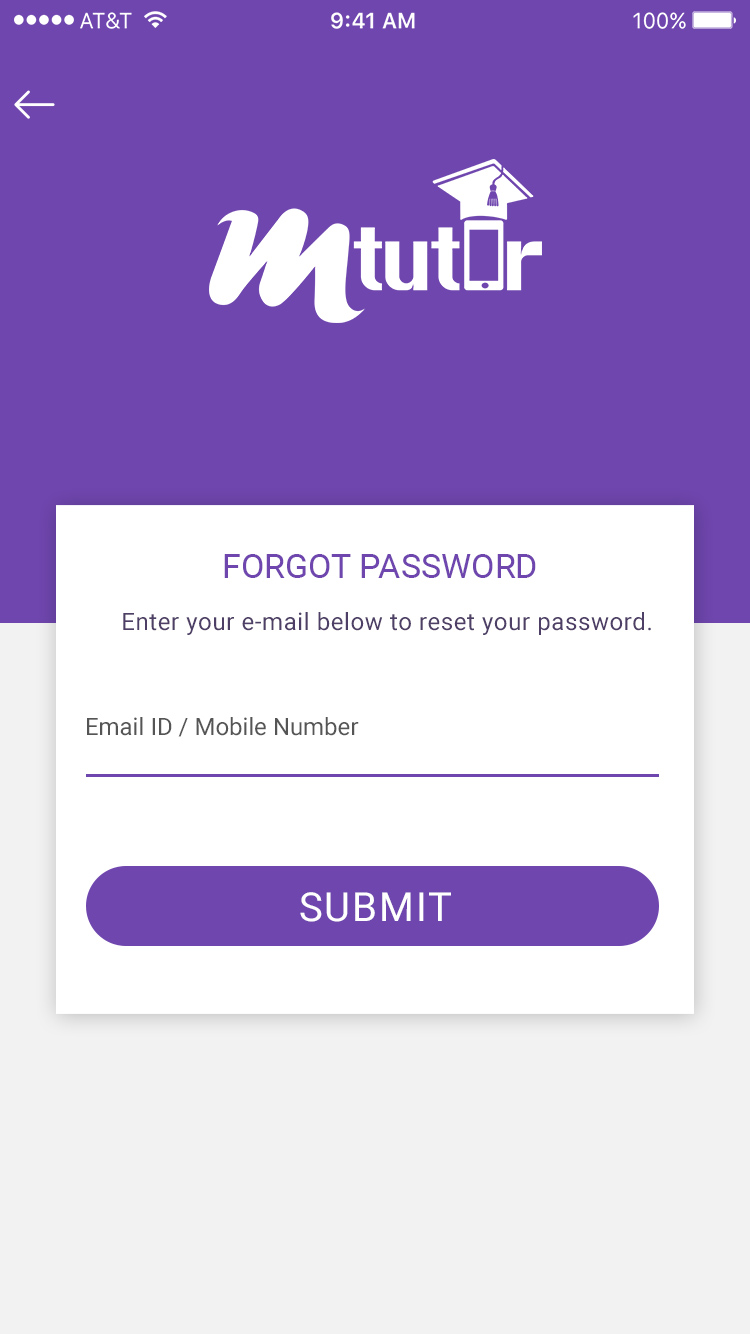 AT&T 9:41 AM 100%
Mtutor
FORGOT PASSWORD
Enter your e-mail below to reset your password.
Email ID / Mobile Number
SUBMIT